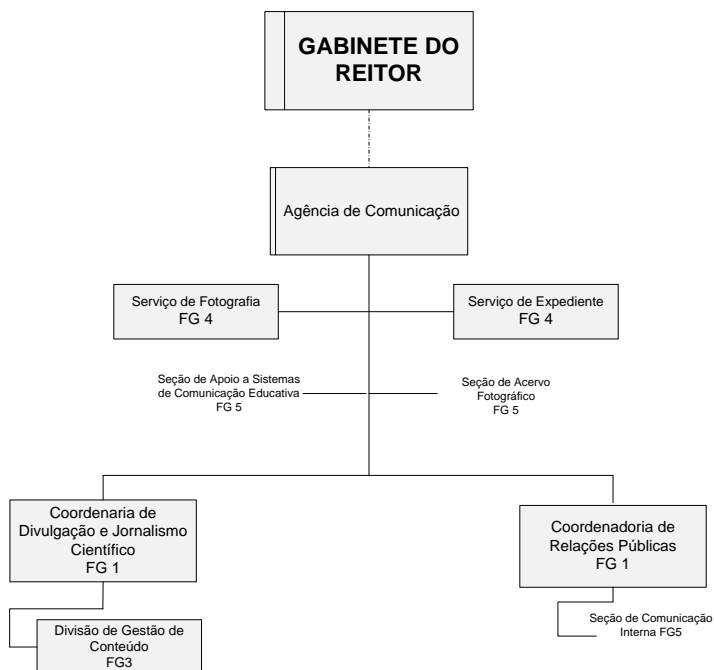 GABINETE DO
REITOR
Agência de Comunicação
Serviço de Fotografia
FG 4
Serviço de Expediente
FG 4
Seção de Apoio a Sistemas
de Comunicação Educativa
FG 5
Seção de Acervo
Fotográfico
FG 5
Coordenaria de
Divulgação e Jornalismo
Científico
FG 1
Coordenadoria de
Relações Públicas
FG 1
Divisão de Gestão de
Conteúdo
FG3
Seção de Comunicação
Interna FG5